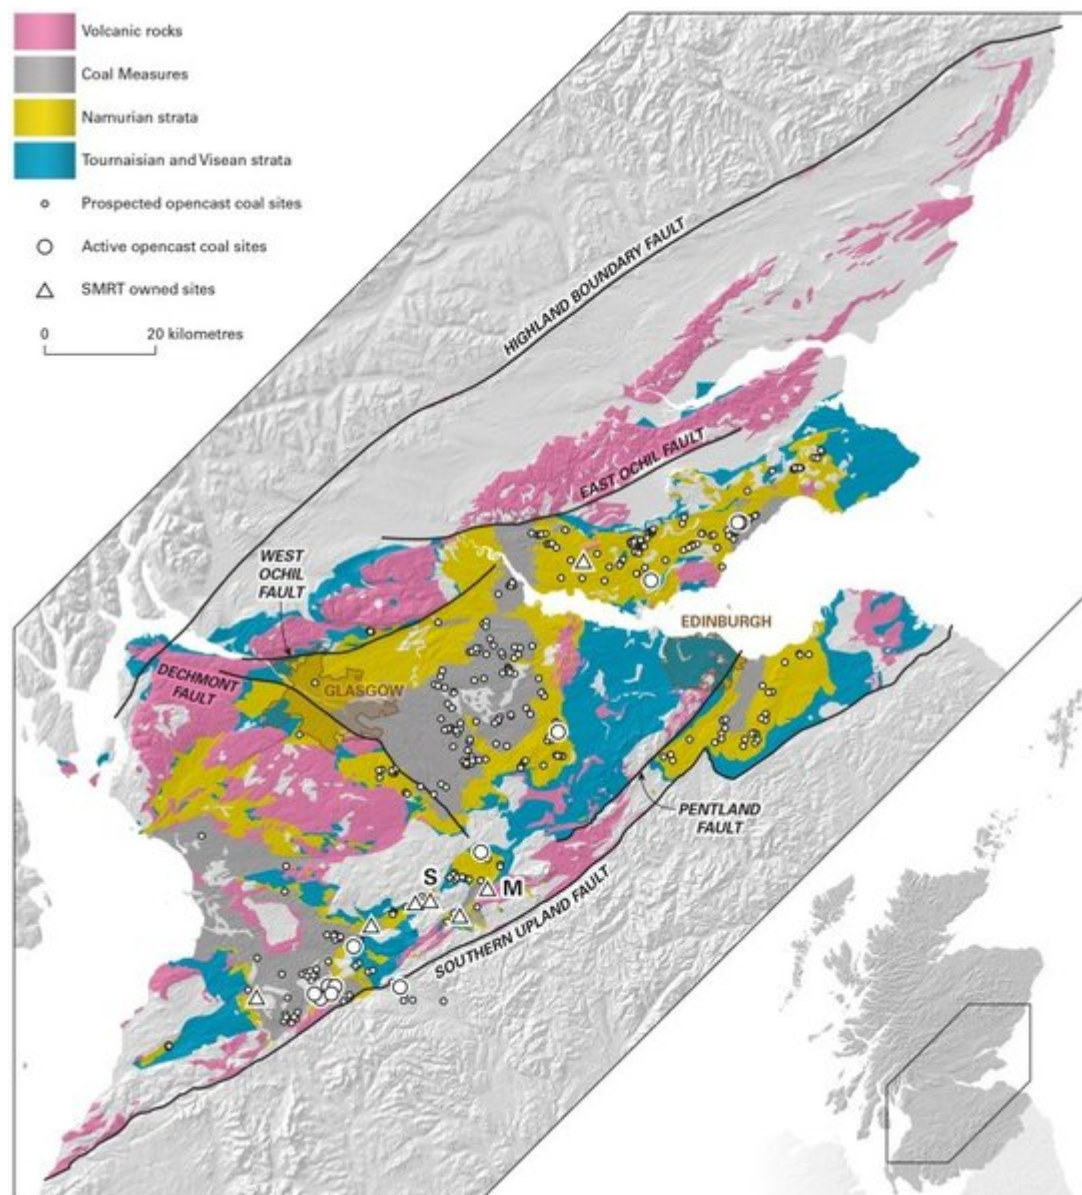 Volcanic rocks
Coal Measures
Namurian strata
Tournaisian and Visean strata
Prospected opencast coal sites
Active opencast coal sites
SMRT owned sites
0 20 kilometres
HIGHLAND BOUNDARY FAULT
EAST OCHIL FAULT
WEST
OCHIL
FAULT
EDINBURGH
DECHMONT
FAULT
GLASGOW
PENTLAND
FAULT
S
M
SOUTHERN UPLAND FAULT